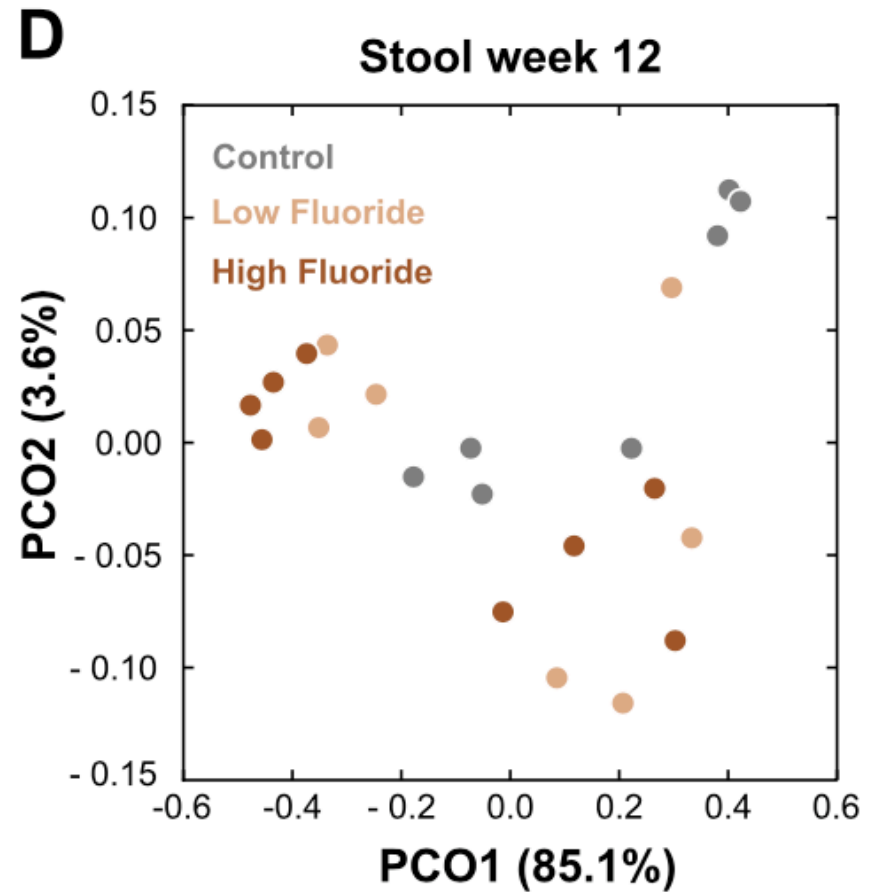 D
Stool week 12
0.15
Control
Low Fluoride
0.10
High Fluoride
0.05
0.00
- 0.05
- 0.10
- 0.15
PCO2 (3.6%)
-0.6 -0.4 - 0.2 0.0 0.2 0.4 0.6
PCO1 (85.1%)